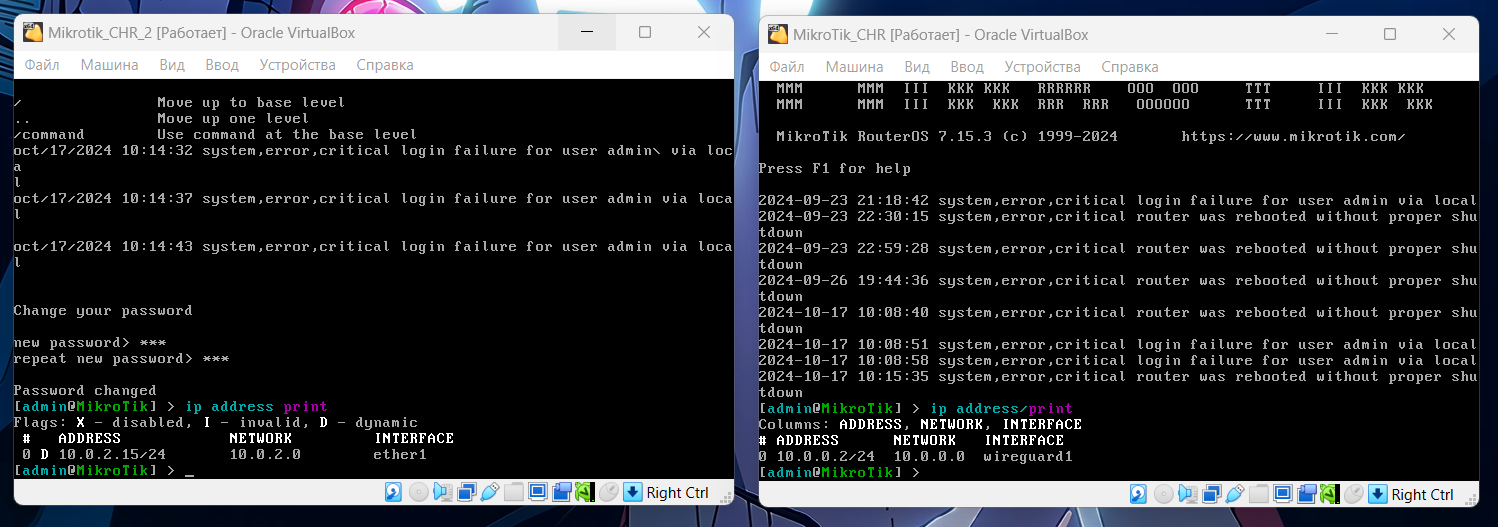 Mikrotik_CHR_2 [Работает] - Oracle VirtualBox
Файл Машина Вид Ввод Устройства Справка
/ Move up to base level
.. Move up one level
/command Use command at the base level
oct/17/2024 10:14:32 system,error,critical login failure for user admin\ via loc
a
l
oct/17/2024 10:14:37 system,error,critical login failure for user admin via loca
l
oct/17/2024 10:14:43 system,error,critical login failure for user admin via loca
l
Change your password
new password> ***
repeat new password> ***
Password changed
[admin@MikroTik] > ip address print
Flags: X - disabled, I - invalid, D - dynamic
# ADDRESS NETWORK INTERFACE
0 D 10.0.2.15/24 10.0.2.0 ether1
[admin@MikroTik] > _
Right Ctrl
MikroTik_CHR [Работает] - Oracle VirtualBox
Файл Машина Вид Ввод Устройства Справка
MMM MMM III KKK KKK RRRRRR OOO OOO TTT III KKK KKK
MMM MMM III KKK KKK RRR RRR OOOOOO TTT III KKK KKK
MikroTik RouterOS 7.15.3 (c) 1999-2024 https://www.mikrotik.com/
Press F1 for help
2024-09-23 21:18:42 system,error,critical login failure for user admin via local
2024-09-23 22:30:15 system,error,critical router was rebooted without proper shu
tdown
2024-09-23 22:59:28 system,error,critical router was rebooted without proper shu
tdown
2024-09-26 19:44:36 system,error,critical router was rebooted without proper shu
tdown
2024-10-17 10:08:40 system,error,critical router was rebooted without proper shu
tdown
2024-10-17 10:08:51 system,error,critical login failure for user admin via local
2024-10-17 10:08:58 system,error,critical login failure for user admin via local
2024-10-17 10:15:35 system,error,critical router was rebooted without proper shu
tdown
[admin@MikroTik] > ip address/print
Columns: ADDRESS, NETWORK, INTERFACE
# ADDRESS NETWORK INTERFACE
0 10.0.0.2/24 10.0.0.0 wireguard1
[admin@MikroTik] >
Right Ctrl